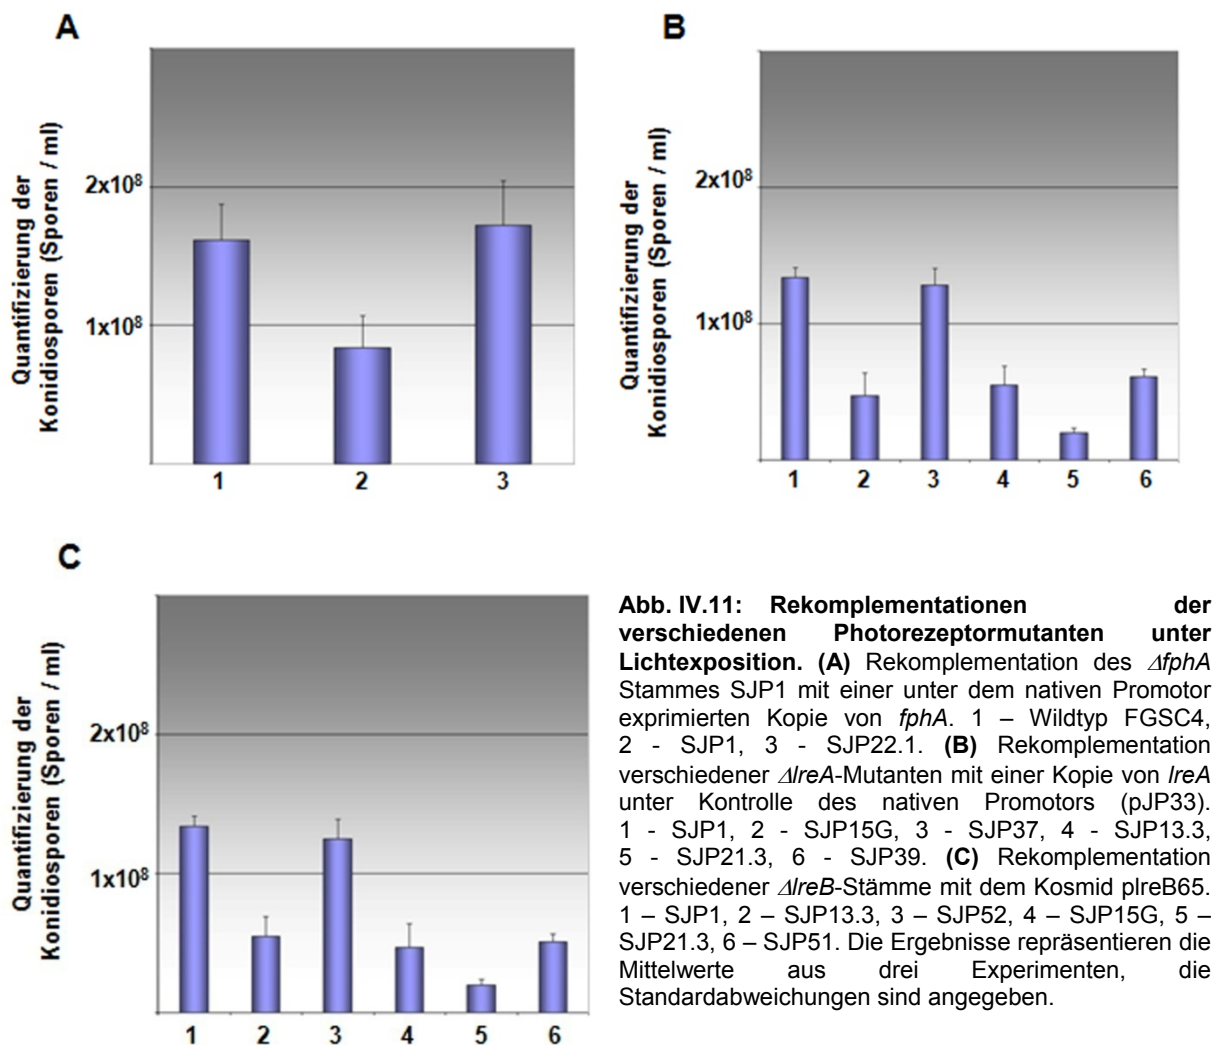 A
Quantifizierung der
Konidiosporen (Sporen / ml)
2x10⁸
1x10⁸
1 2 3
B
Quantifizierung der
Konidiosporen (Sporen / ml)
2x10⁸
1x10⁸
1 2 3 4 5 6
C
Quantifizierung der
Konidiosporen (Sporen / ml)
2x10⁸
1x10⁸
1 2 3 4 5 6
Abb. IV.11: Rekomplementationen der
verschiedenen Photorezeptormutanten unter
Lichtexposition. (A) Rekomplementation des ΔfphA
Stammes SJP1 mit einer unter dem nativen Promotor
exprimierten Kopie von fphA. 1 – Wildtyp FGSC4,
2 - SJP1, 3 - SJP22.1. (B) Rekomplementation
verschiedener ΔlreA-Mutanten mit einer Kopie von lreA
unter Kontrolle des nativen Promotors (pJP33).
1 - SJP1, 2 - SJP15G, 3 - SJP37, 4 - SJP13.3,
5 - SJP21.3, 6 - SJP39. (C) Rekomplementation
verschiedener ΔlreB-Stämme mit dem Kosmid plreB65.
1 – SJP1, 2 – SJP13.3, 3 – SJP52, 4 – SJP15G, 5 –
SJP21.3, 6 – SJP51. Die Ergebnisse repräsentieren die
Mittelwerte aus drei Experimenten, die
Standardabweichungen sind angegeben.